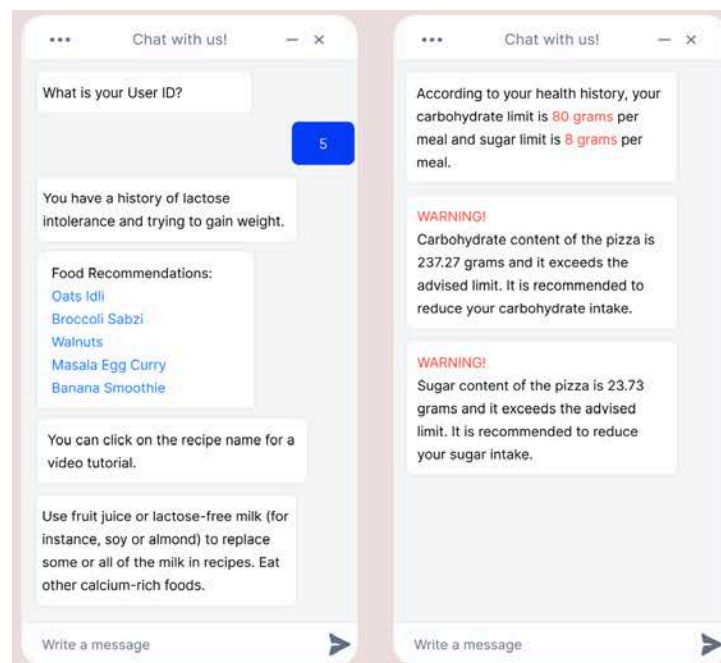 Chat with us!
What is your User ID?
5
You have a history of lactose
intolerance and trying to gain weight.
Food Recommendations:
Oats Idli
Broccoli Sabzi
Walnuts
Masala Egg Curry
Banana Smoothie
You can click on the recipe name for a
video tutorial.
Use fruit juice or lactose-free milk (for
instance, soy or almond) to replace
some or all of the milk in recipes. Eat
other calcium-rich foods.
Write a message
Chat with us!
According to your health history, your
carbohydrate limit is 80 grams per
meal and sugar limit is 8 grams per
meal.
WARNING!
Carbohydrate content of the pizza is
237.27 grams and it exceeds the
advised limit. It is recommended to
reduce your carbohydrate intake.
WARNING!
Sugar content of the pizza is 23.73
grams and it exceeds the advised
limit. It is recommended to reduce
your sugar intake.
Write a message